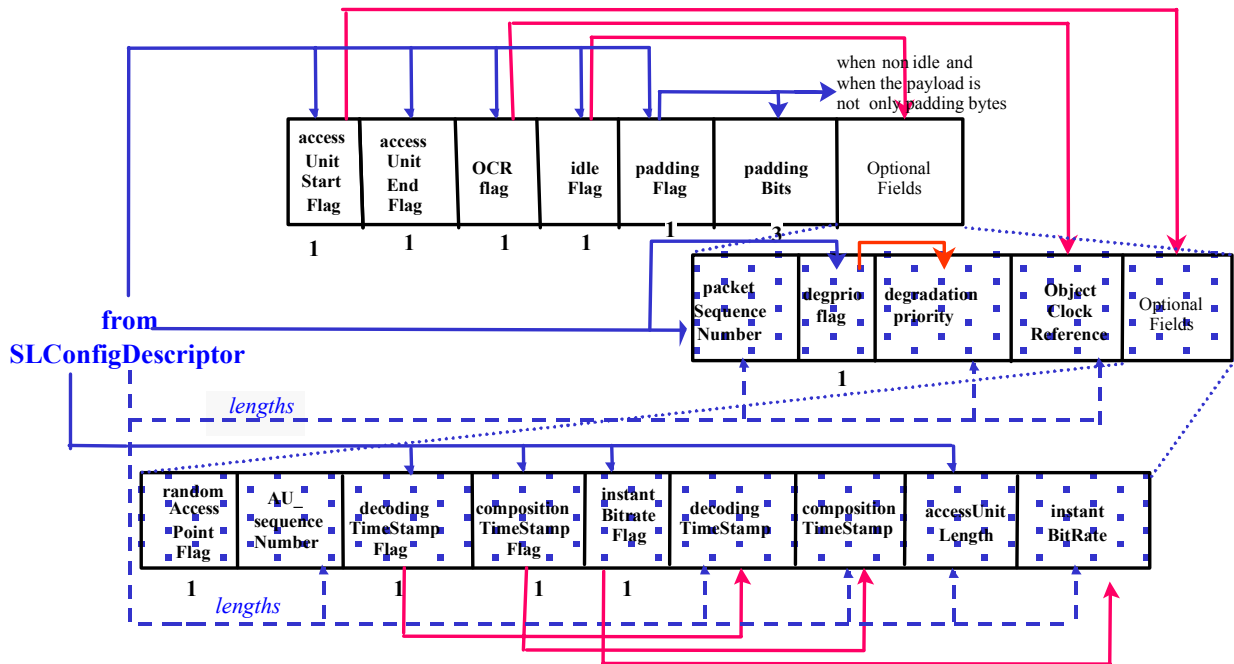 when non idle and
when the payload is
not only padding bytes
access
Unit
Start
Flag
access
Unit
End
Flag
OCR
flag
idle
Flag
padding
Flag
padding
Bits
Optional
Fields
1
1
1
1
1
3
packet
Sequence
Number
degprio
flag
degradation
priority
Object
Clock
Reference
Optional
Fields
1
from
SLConfigDescriptor
lengths
random
Access
Point
Flag
AU_
sequence
Number
decoding
TimeStamp
Flag
composition
TimeStamp
Flag
instant
Bitrate
Flag
decoding
TimeStamp
composition
TimeStamp
accessUnit
Length
instant
BitRate
1
1
1
1
lengths